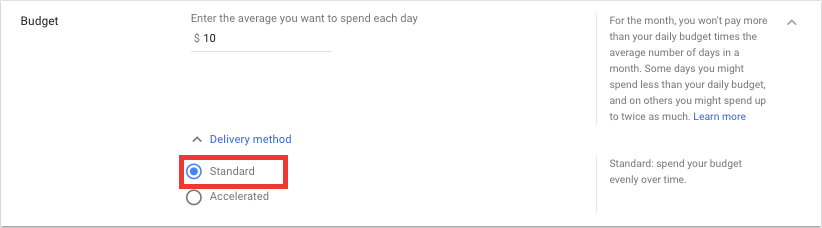 Budget
Enter the average you want to spend each day
$ 10
For the month, you won't pay more
than your daily budget times the
average number of days in a
month. Some days you might
spend less than your daily budget,
and on others you might spend up
to twice as much. Learn more
Delivery method
Standard
Accelerated
Standard: spend your budget
evenly over time.